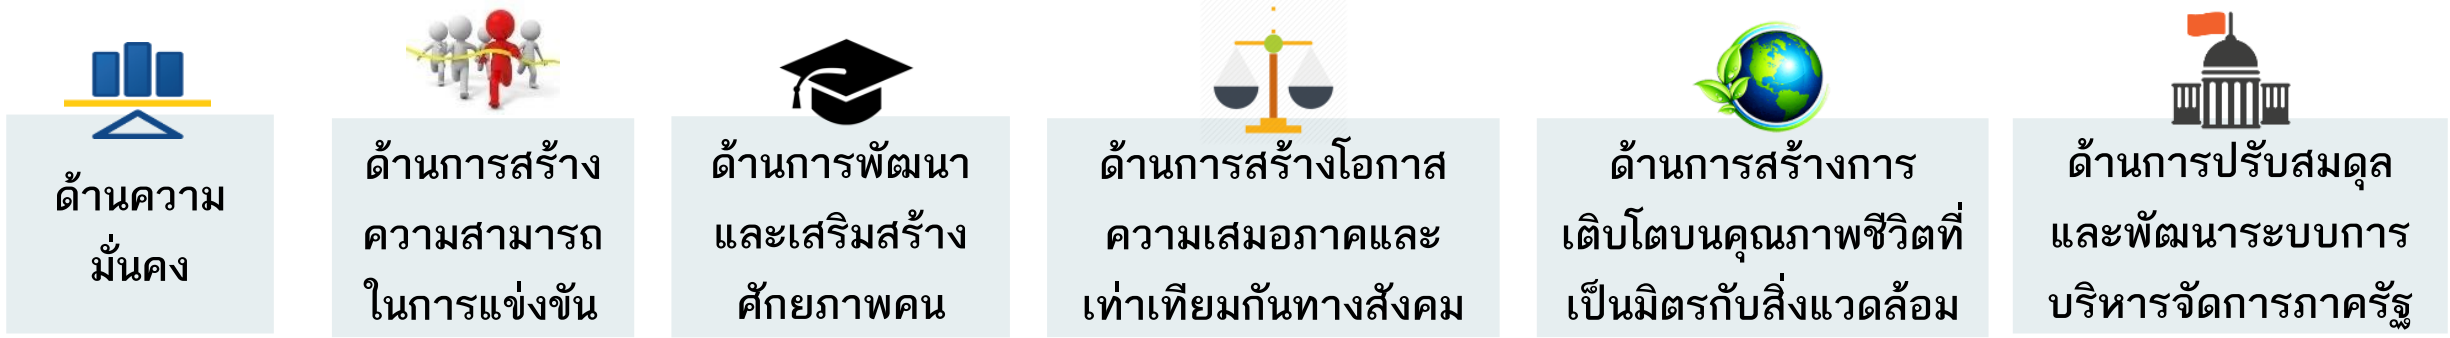 ด้านความ
มั่นคง
ด้านการสร้าง
ความสามารถ
ในการแข่งขัน
ด้านการพัฒนา
และเสริมสร้าง
ศักยภาพคน
ด้านการสร้างโอกาส
ความเสมอภาคและ
เท่าเทียมกันทางสังคม
ด้านการสร้างการ
เติบโตบนคุณภาพชีวิตที่
เป็นมิตรกับสิ่งแวดล้อม
ด้านการปรับสมดุล
และพัฒนาระบบการ
บริหารจัดการภาครัฐ